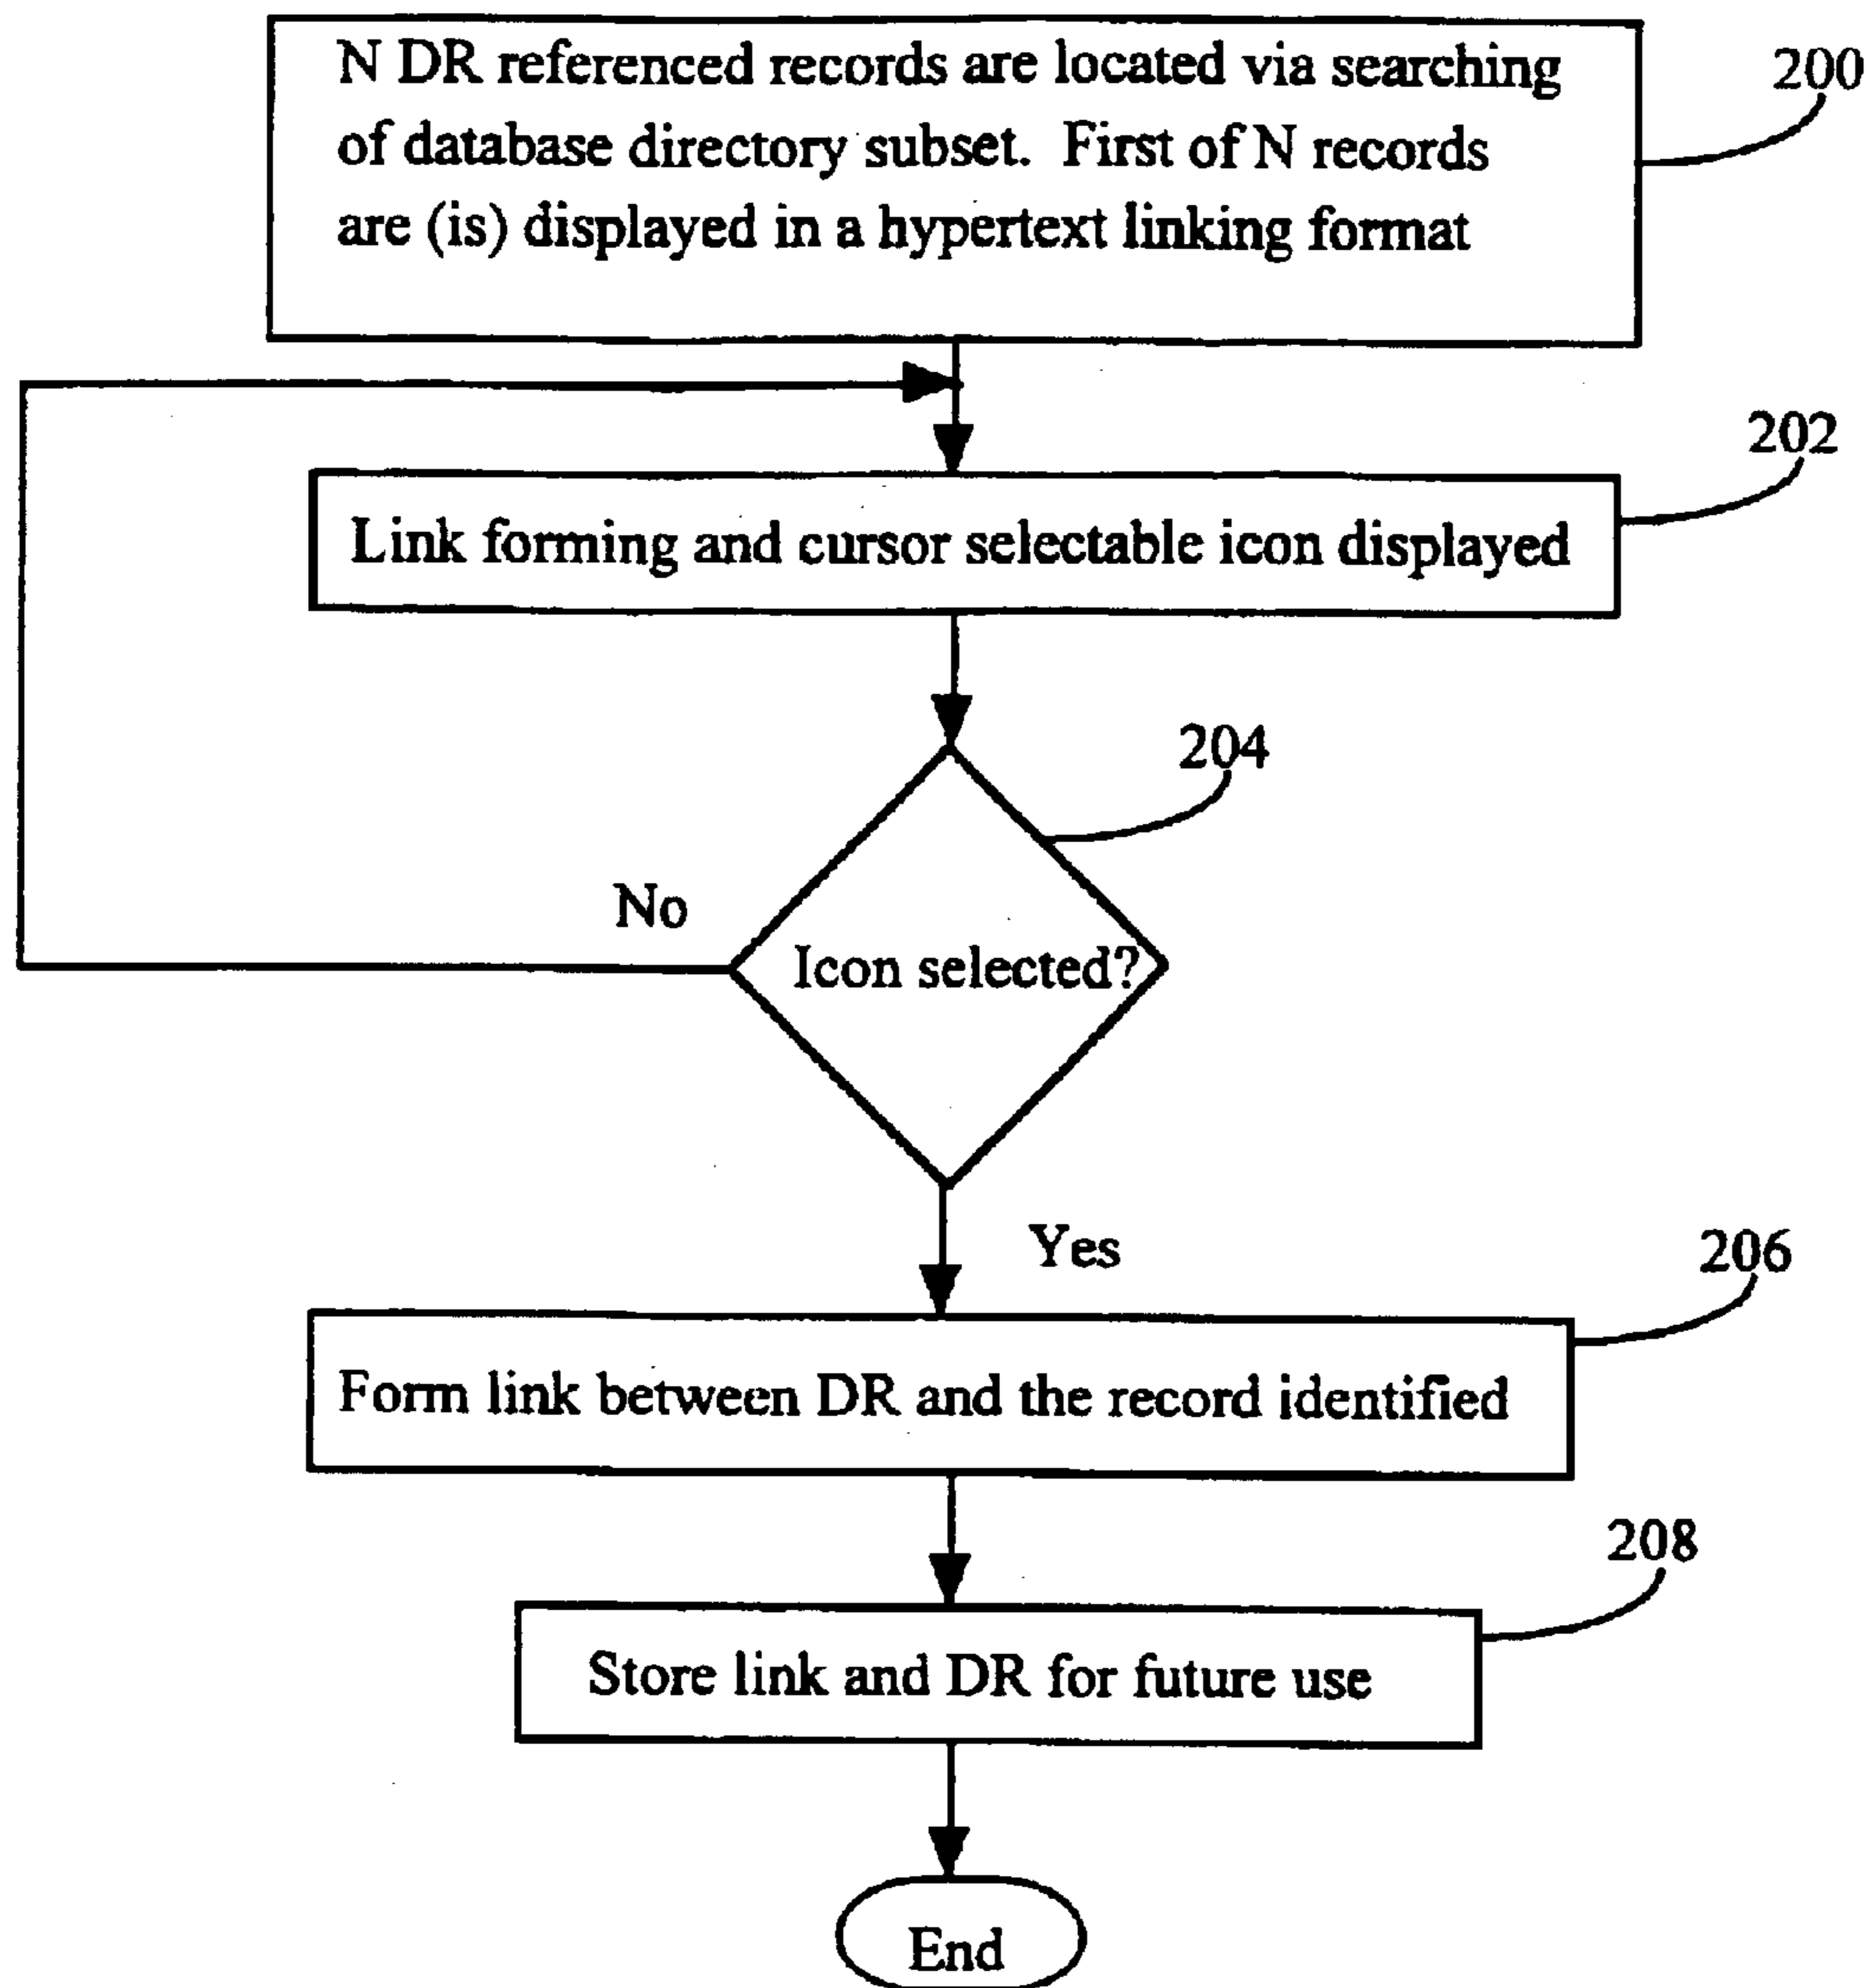 N DR referenced records are located via searching
of database directory subset. First of N records
are (is) displayed in a hypertext linking format
200
Link forming and cursor selectable icon displayed
202
204
No
Icon selected?
Yes
206
Form link between DR and the record identified
208
Store link and DR for future use
End